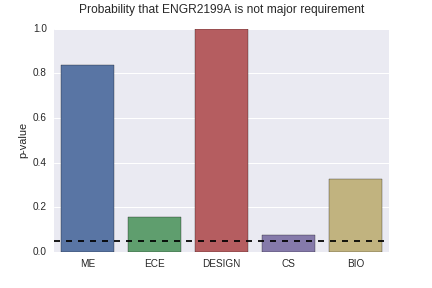 Probability that ENGR2199A is not major requirement
1.0
0.8
0.6
0.4
0.2
0.0
p-value
ME ECE DESIGN CS BIO